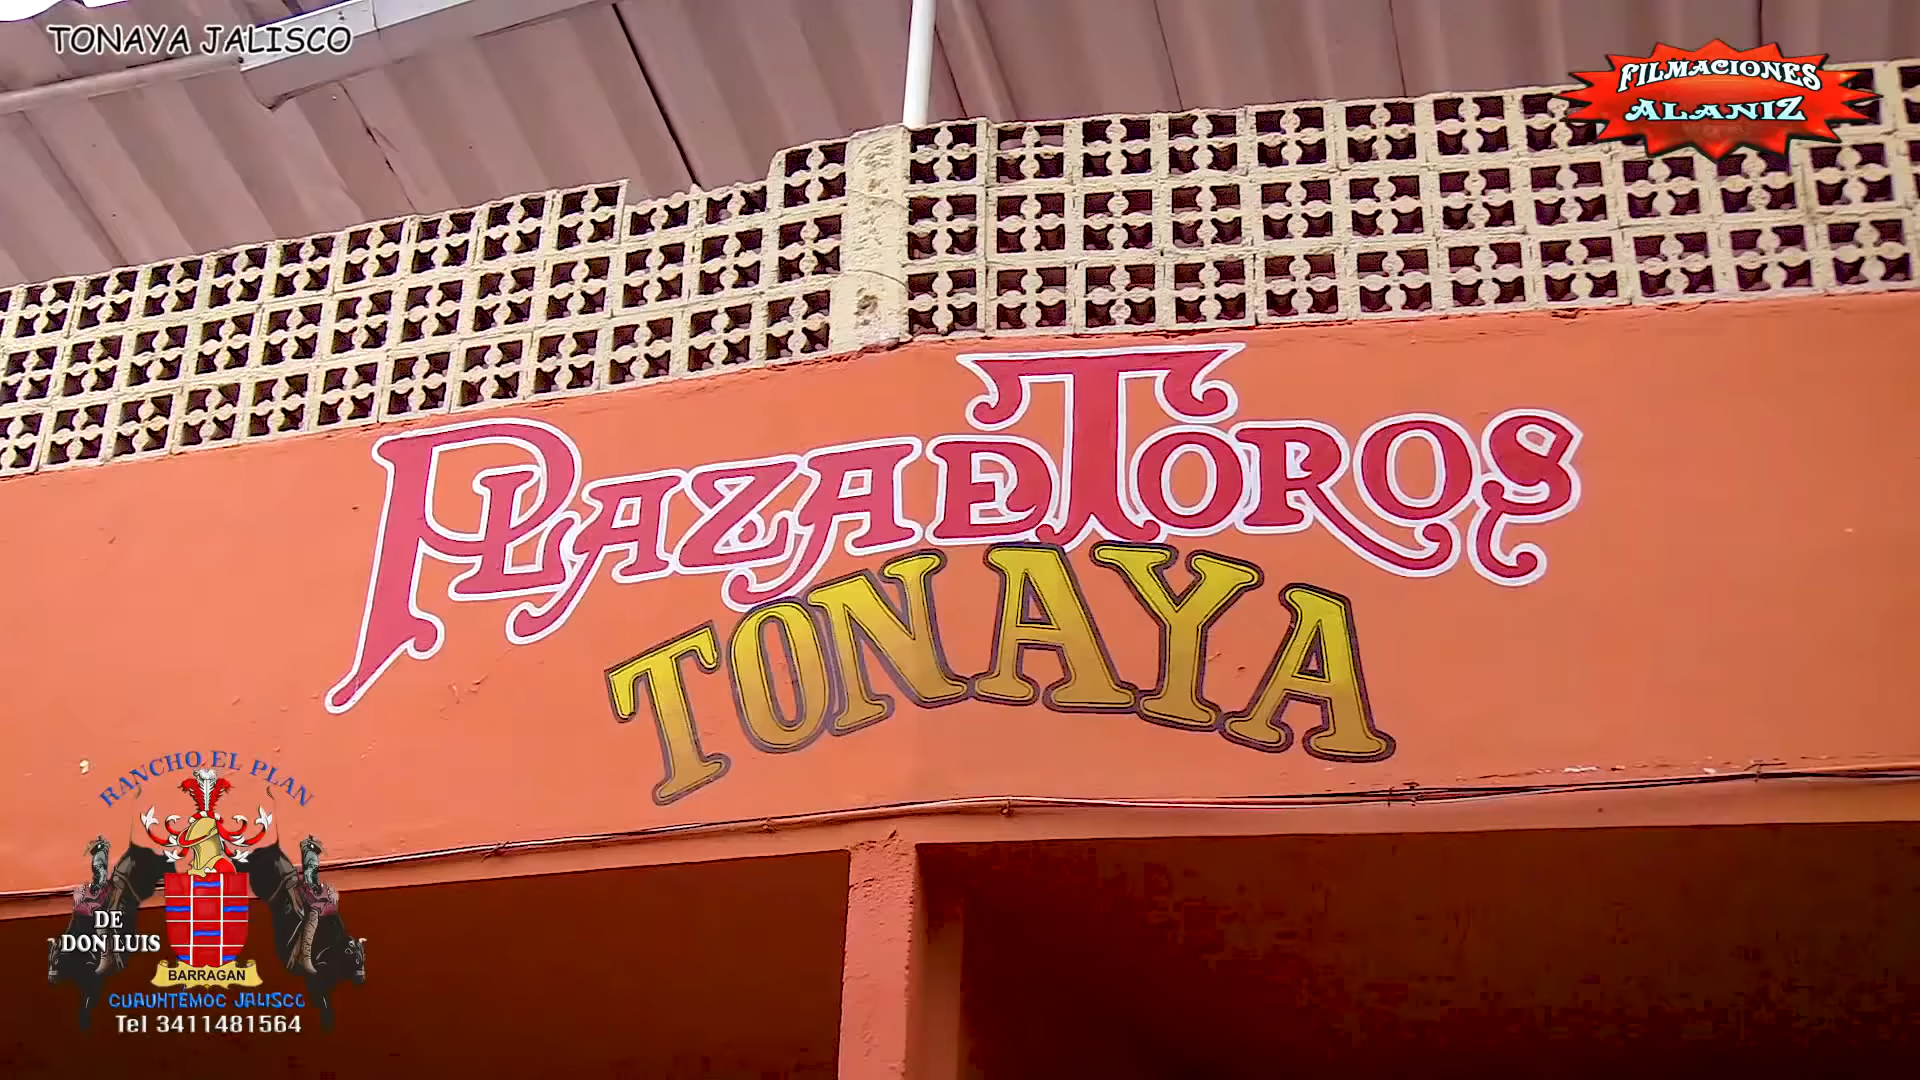 TONAYA JALISCO
FILMACIONES
ALANIZ
PLAZA DE TOROS
TONAYA
RANCHO EL PLAN
DE
DON LUIS
BARRAGAN
CUAUHTEMOC JALISCO
Tel 3411481564